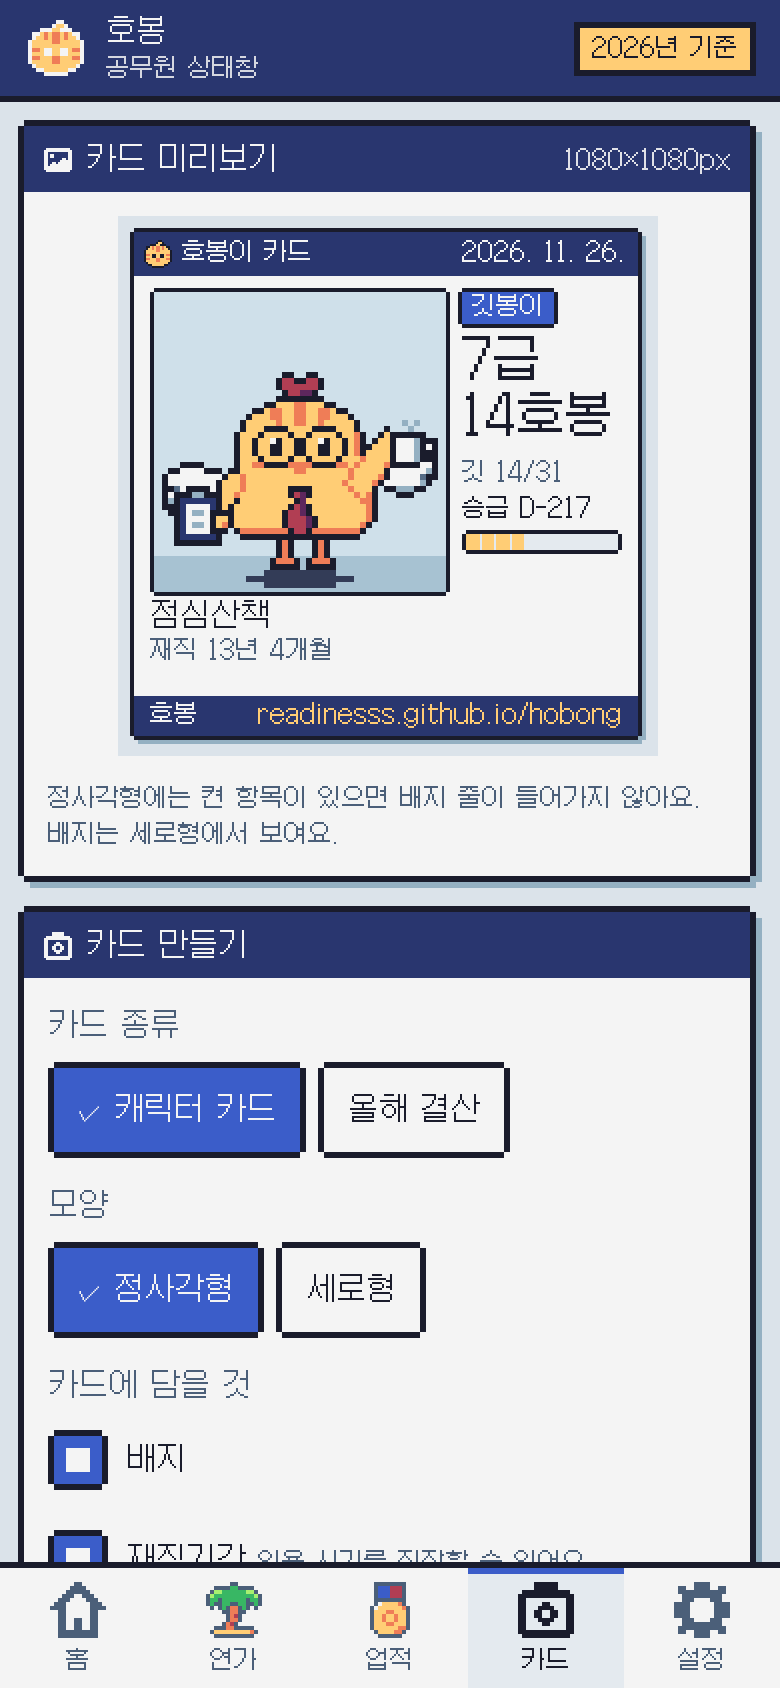 호봉
공무원 상태창
2026년 기준
카드 미리보기
1080×1080px
호봉이 카드
2026. 11. 26.
깃봉이
7급
14호봉
깃 14/31
승급 D-217
점심산책
재직 13년 4개월
호봉
readinesss.github.io/hobong
정사각형에는 켠 항목이 있으면 배지 줄이 들어가지 않아요.
배지는 세로형에서 보여요.
카드 만들기
카드 종류
✓ 캐릭터 카드
올해 결산
모양
✓ 정사각형
세로형
카드에 담을 것
배지
재직기간
홈
연가
업적
카드
설정